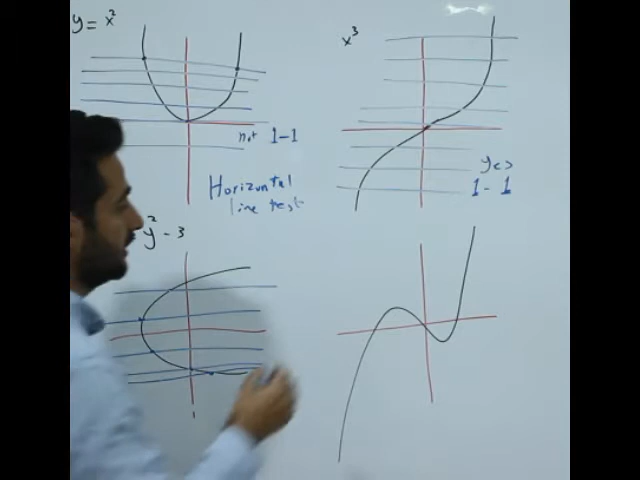 y = x²
x³
not 1-1
yes
1 - 1
Horizontal
line test
y² - 3